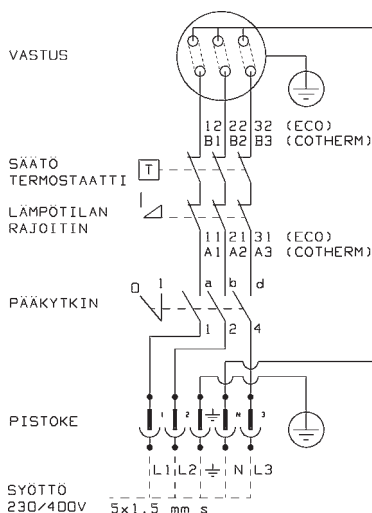 VASTUS
12 22 32 (ECO)
B1 B2 B3 (COTHERM)
SÄÄTÖ
TERMOSTAATTI
T
LÄMPÖTILAN
RAJOITIN
11 21 31 (ECO)
A1 A2 A3 (COTHERM)
0 1 a b d
PÄÄKYTKIN
1 2 4
PISTOKE
1 2 N 3
L1 L2 N L3
SYÖTTÖ
230/400V 5x1.5 mm s